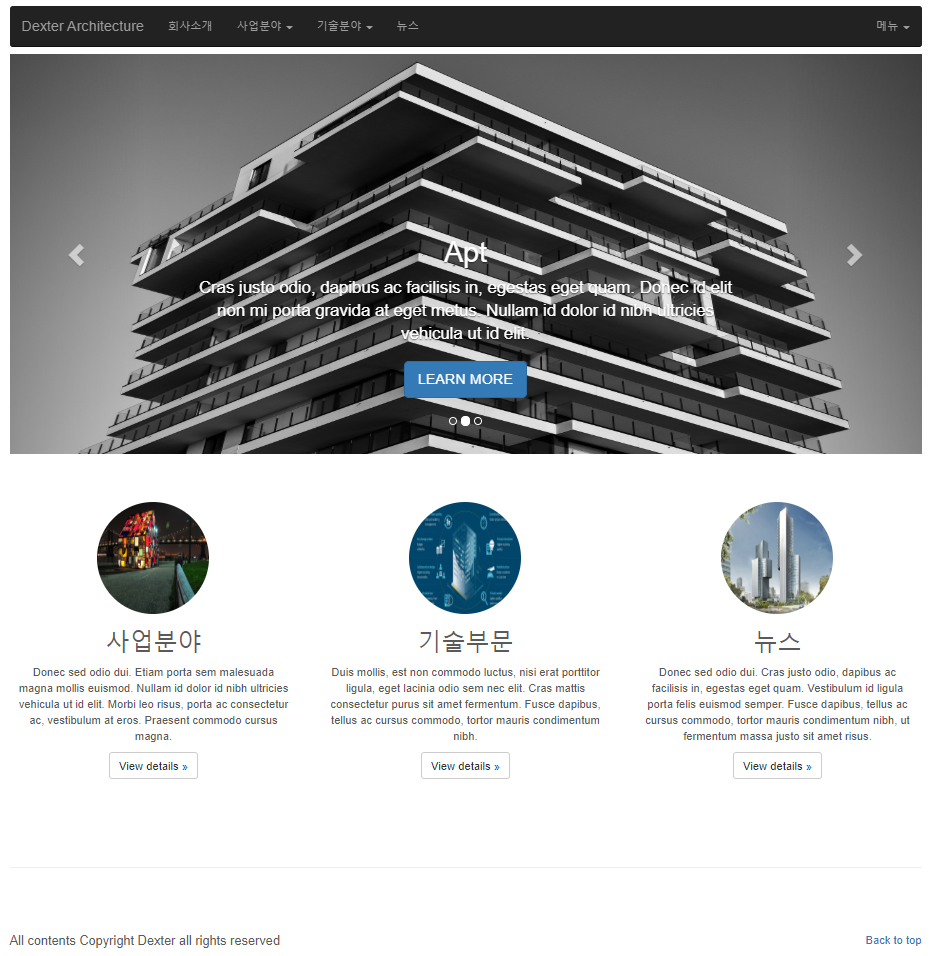 Dexter Architecture 회사소개 사업분야 기술분야 뉴스 메뉴
Apt
Cras justo odio, dapibus ac facilisis in, egestas eget quam. Donec id elit
non mi porta gravida at eget metus. Nullam id dolor id nibh ultricies
vehicula ut id elit.
LEARN MORE
사업분야
Donec sed odio dui. Etiam porta sem malesuada
magna mollis euismod. Nullam id dolor id nibh ultricies
vehicula ut id elit. Morbi leo risus, porta ac consectetur
ac, vestibulum at eros. Praesent commodo cursus
magna.
View details »
기술부문
Duis mollis, est non commodo luctus, nisi erat porttitor
ligula, eget lacinia odio sem nec elit. Cras mattis
consectetur purus sit amet fermentum. Fusce dapibus,
tellus ac cursus commodo, tortor mauris condimentum
nibh.
View details »
뉴스
Donec sed odio dui. Cras justo odio, dapibus ac
facilisis in, egestas eget quam. Vestibulum id ligula
porta felis euismod semper. Fusce dapibus, tellus ac
cursus commodo, tortor mauris condimentum nibh, ut
fermentum massa justo sit amet risus.
View details »
All contents Copyright Dexter all rights reserved
Back to top